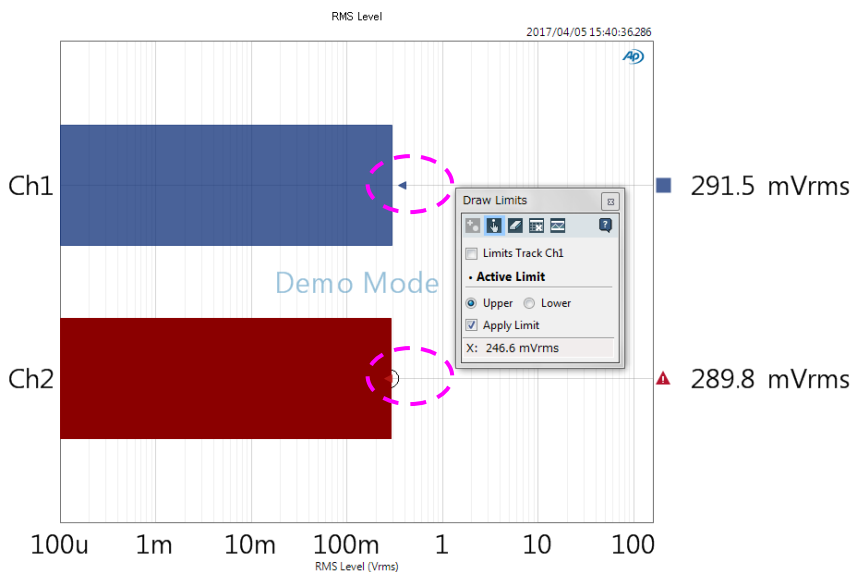 RMS Level
2017/04/05 15:40:36.286
AP
Ch1
291.5 mVrms
Draw Limits
Limits Track Ch1
• Active Limit
Upper Lower
Apply Limit
X: 246.6 mVrms
Demo Mode
Ch2
289.8 mVrms
100u 1m 10m 100m 1 10 100
RMS Level (Vrms)